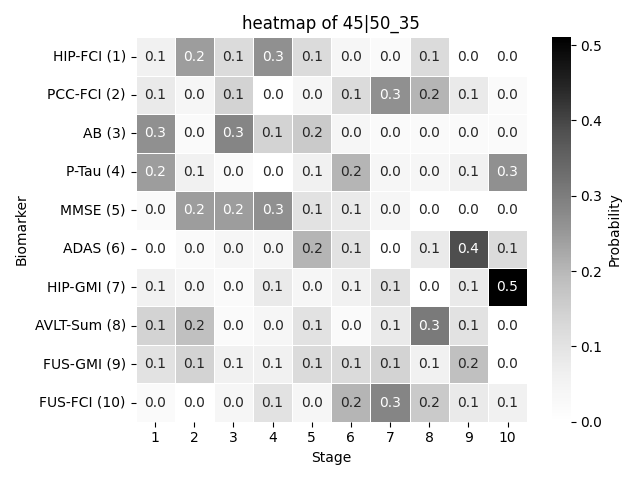 heatmap of 45|50_35
HIP-FCI (1) 0.1 0.2 0.1 0.3 0.1 0.0 0.0 0.1 0.0 0.0
PCC-FCI (2) 0.1 0.0 0.1 0.0 0.0 0.1 0.3 0.2 0.1 0.0
AB (3) 0.3 0.0 0.3 0.1 0.2 0.0 0.0 0.0 0.0 0.0
P-Tau (4) 0.2 0.1 0.0 0.0 0.1 0.2 0.0 0.0 0.1 0.3
MMSE (5) 0.0 0.2 0.2 0.3 0.1 0.1 0.0 0.0 0.0 0.0
ADAS (6) 0.0 0.0 0.0 0.0 0.2 0.1 0.0 0.1 0.4 0.1
HIP-GMI (7) 0.1 0.0 0.0 0.1 0.0 0.1 0.1 0.0 0.1 0.5
AVLT-Sum (8) 0.1 0.2 0.0 0.0 0.1 0.0 0.1 0.3 0.1 0.0
FUS-GMI (9) 0.1 0.1 0.1 0.1 0.1 0.1 0.1 0.1 0.2 0.0
FUS-FCI (10) 0.0 0.0 0.0 0.1 0.0 0.2 0.3 0.2 0.1 0.1
1 2 3 4 5 6 7 8 9 10
Stage
Biomarker
0.5
0.4
0.3
0.2
0.1
0.0
Probability